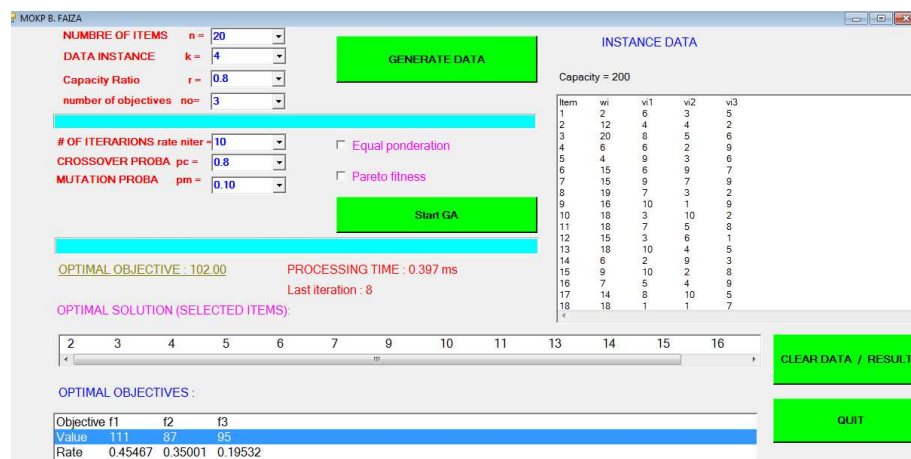 MOKP B. FAIZA
NUMBRE OF ITEMS n = 20
DATA INSTANCE k = 4
Capacity Ratio r = 0.8
number of objectives no= 3
GENERATE DATA
# OF ITERARIONS rate niter = 10
CROSSOVER PROBA pc = 0.8
MUTATION PROBA pm = 0.10
Equal ponderation
Pareto fitness
Start GA
OPTIMAL OBJECTIVE : 102.00
PROCESSING TIME : 0.397 ms
Last iteration : 8
OPTIMAL SOLUTION (SELECTED ITEMS):
INSTANCE DATA
Capacity = 200
Item wi vi1 vi2 vi3
1 2 6 3 5
2 12 4 4 2
3 20 8 5 6
4 6 6 2 9
5 4 9 3 6
6 15 6 9 7
7 15 9 7 9
8 19 7 3 2
9 16 10 1 9
10 18 3 10 2
11 18 7 5 8
12 15 3 6 1
13 18 10 4 5
14 6 2 9 3
15 9 10 2 8
16 7 5 4 9
17 14 8 10 5
18 18 1 1 7
2 3 4 5 6 7 9 10 11 13 14 15 16
CLEAR DATA / RESULT
OPTIMAL OBJECTIVES :
Objective f1 f2 f3
Value 111 87 95
Rate 0.45467 0.35001 0.19532
QUIT